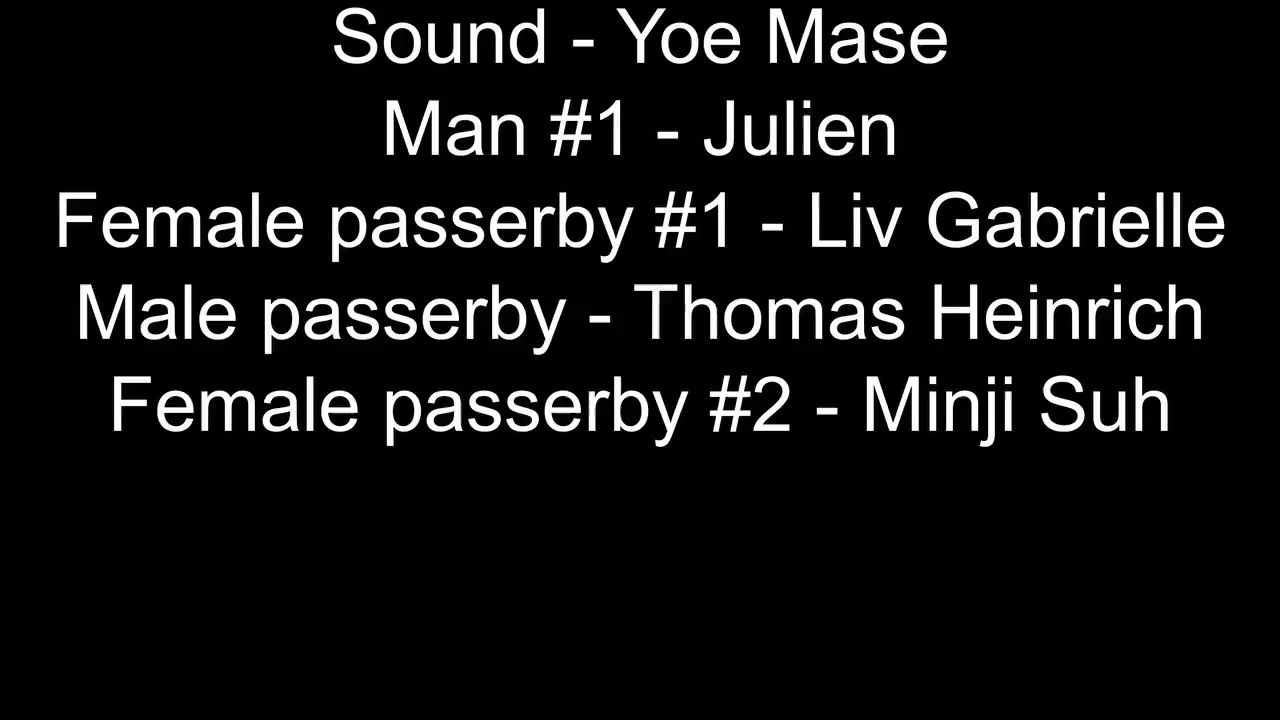 Sound - Yoe Mase
Man #1 - Julien
Female passerby #1 - Liv Gabrielle
Male passerby - Thomas Heinrich
Female passerby #2 - Minji Suh